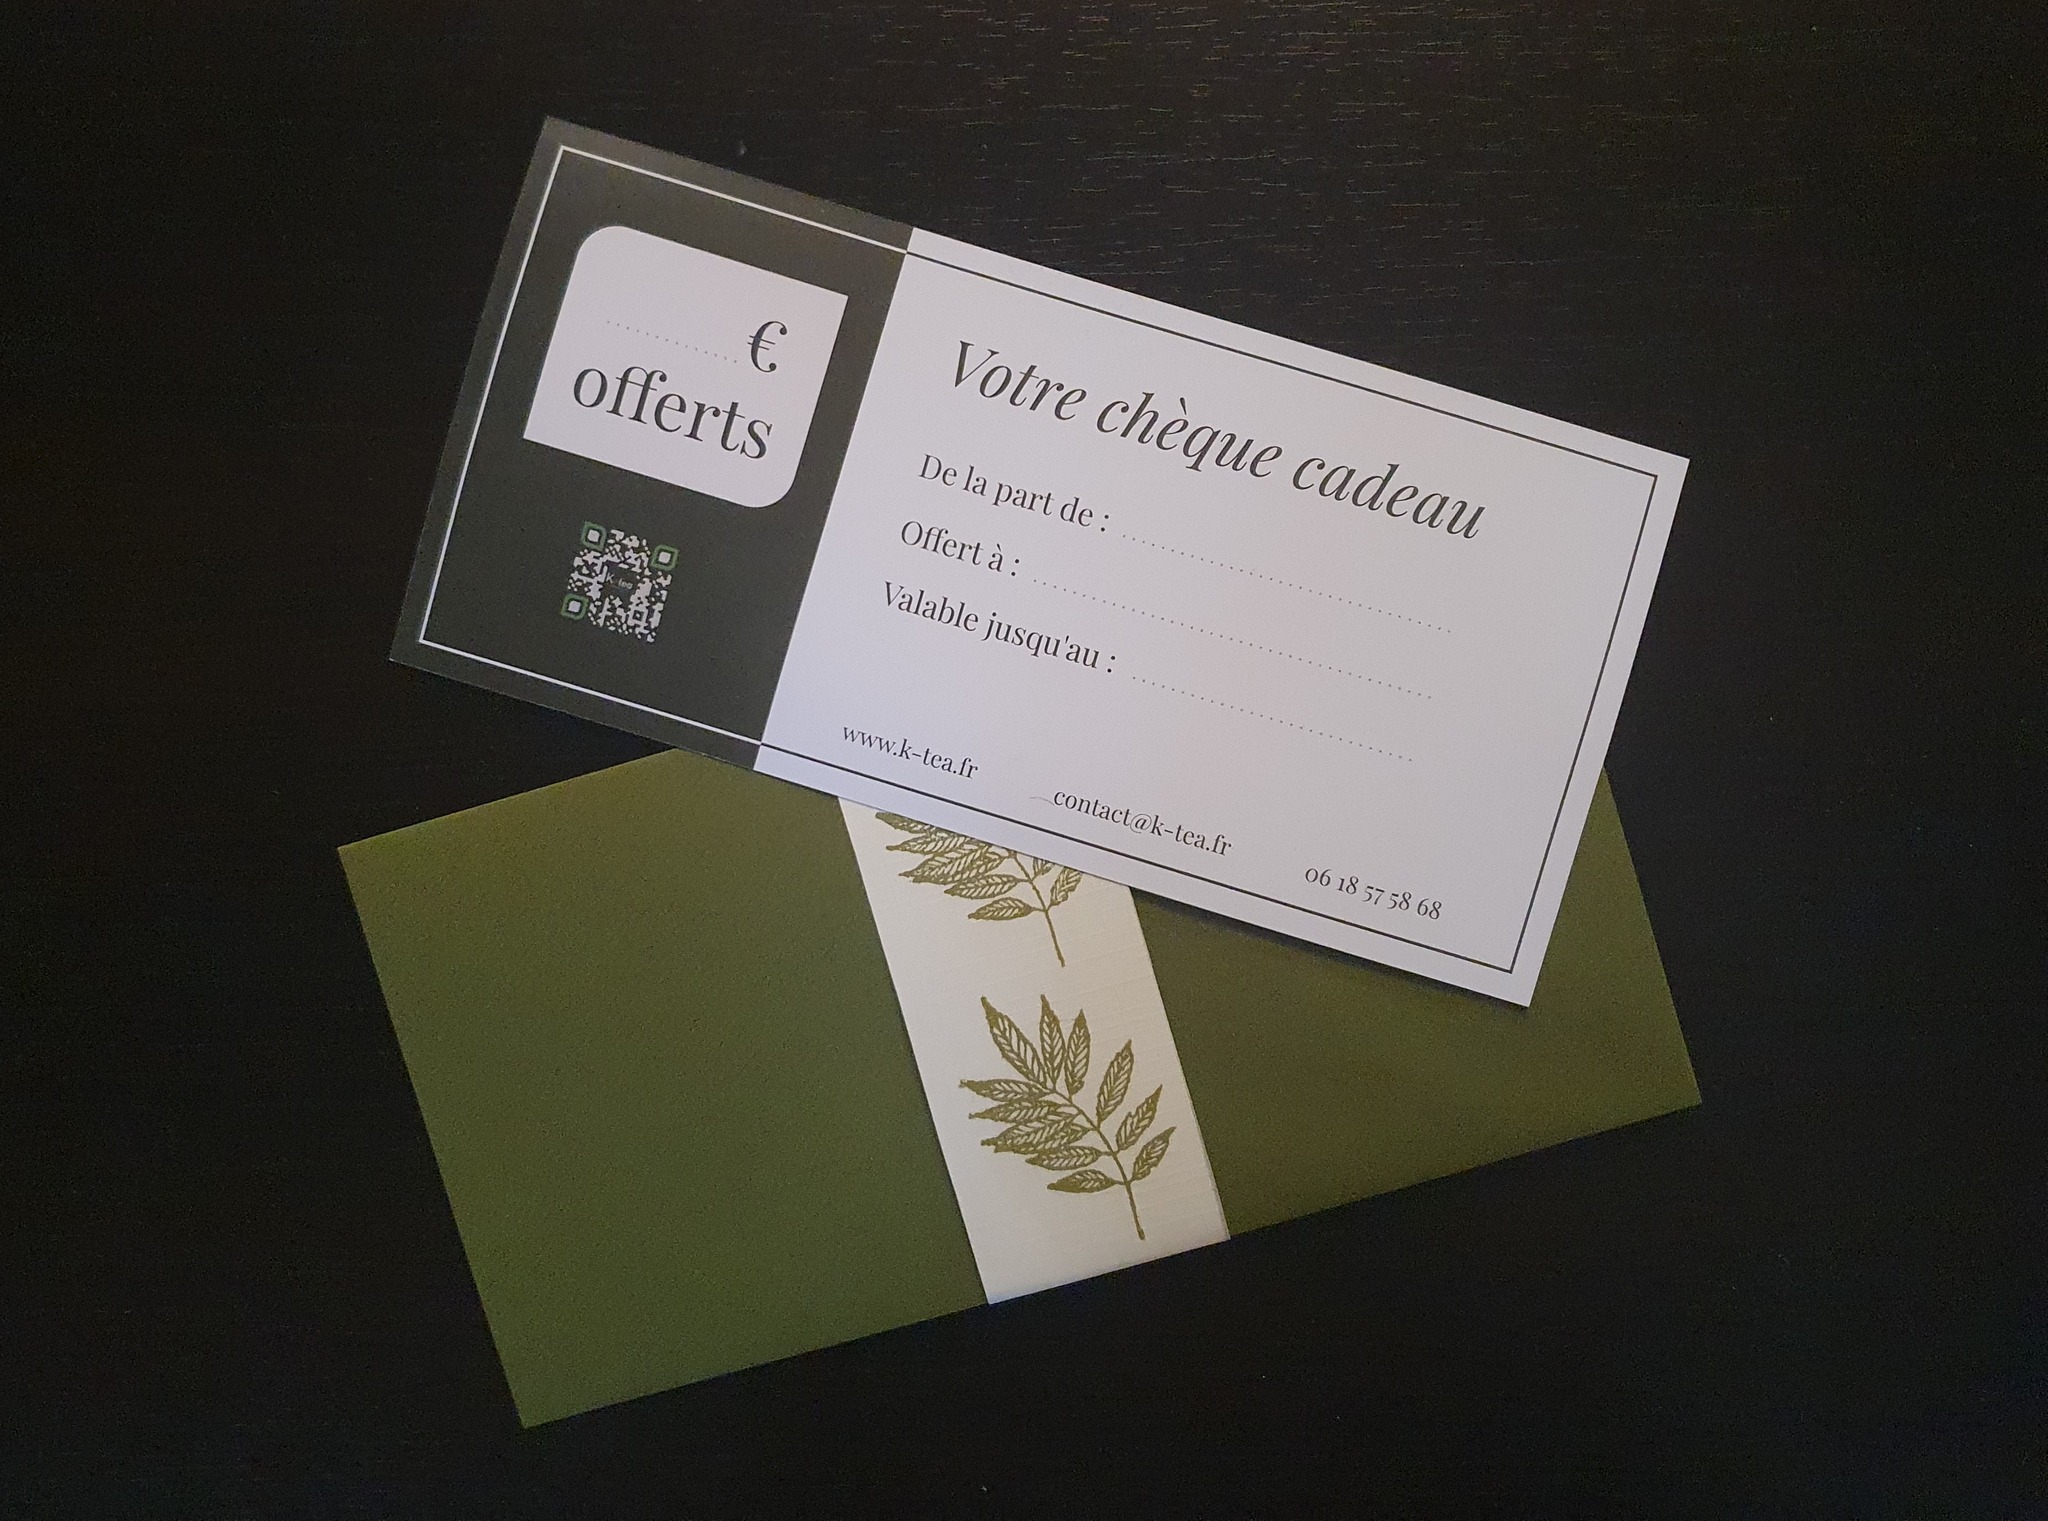 ............ €
offerts
K-tea
Votre chèque cadeau
De la part de : ........................................
Offert à : ................................................
Valable jusqu'au : ..................................
www.k-tea.fr
contact@k-tea.fr
06 18 57 58 68